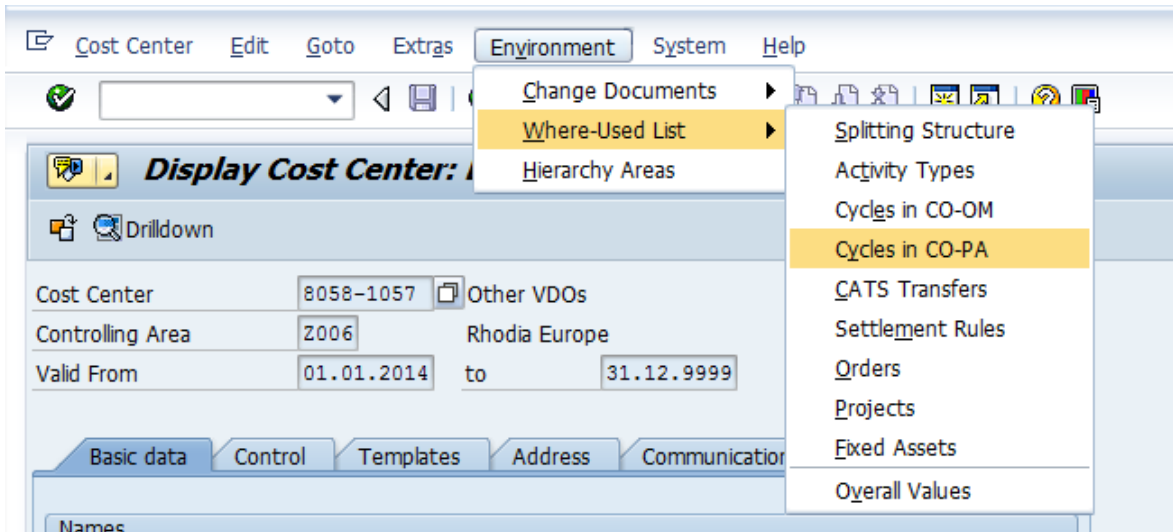 Cost Center Edit Goto Extras Environment System Help
Change Documents
Where-Used List
Hierarchy Areas
Splitting Structure
Activity Types
Cycles in CO-OM
Cycles in CO-PA
CATS Transfers
Settlement Rules
Orders
Projects
Fixed Assets
Overall Values
Display Cost Center:
Drilldown
Cost Center 8058-1057 Other VDOs
Controlling Area Z006 Rhodia Europe
Valid From 01.01.2014 to 31.12.9999
Basic data Control Templates Address Communication
Names